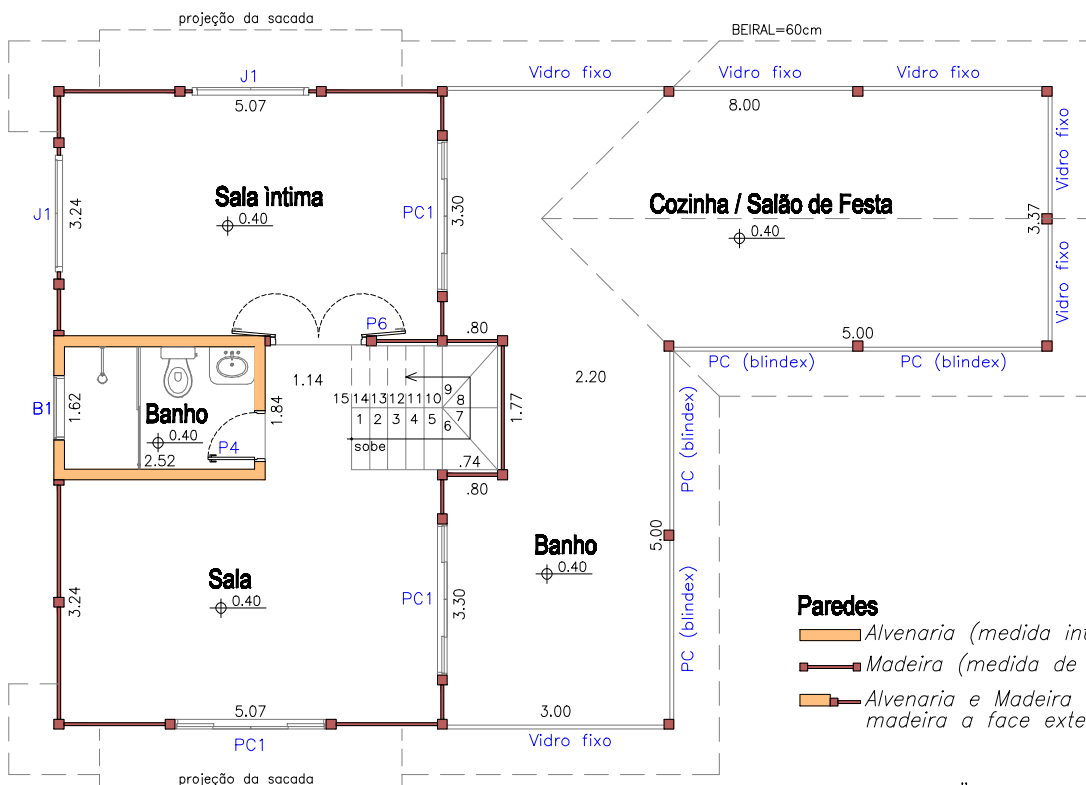 projeção da sacada
BEIRAL=60cm
J1
Vidro fixo
Vidro fixo
Vidro fixo
5.07
8.00
Vidro fixo
Sala ìntima
0.40
J1
3.24
PC1
3.30
Cozinha / Salão de Festa
0.40
3.37
Vidro fixo
P6
.80
5.00
PC (blindex)
PC (blindex)
1.14
2.20
B1
1.62
Banho
0.40
P4
2.52
1.84
15
14
13
12
11
10
9
8
7
6
1
2
3
4
5
sobe
1.77
.74
.80
PC (blindex)
Sala
0.40
3.24
PC1
3.30
Banho
0.40
5.00
PC (blindex)
Paredes
Alvenaria (medida int
Madeira (medida de
Alvenaria e Madeira
madeira a face exte
5.07
PC1
3.00
Vidro fixo
projeção da sacada